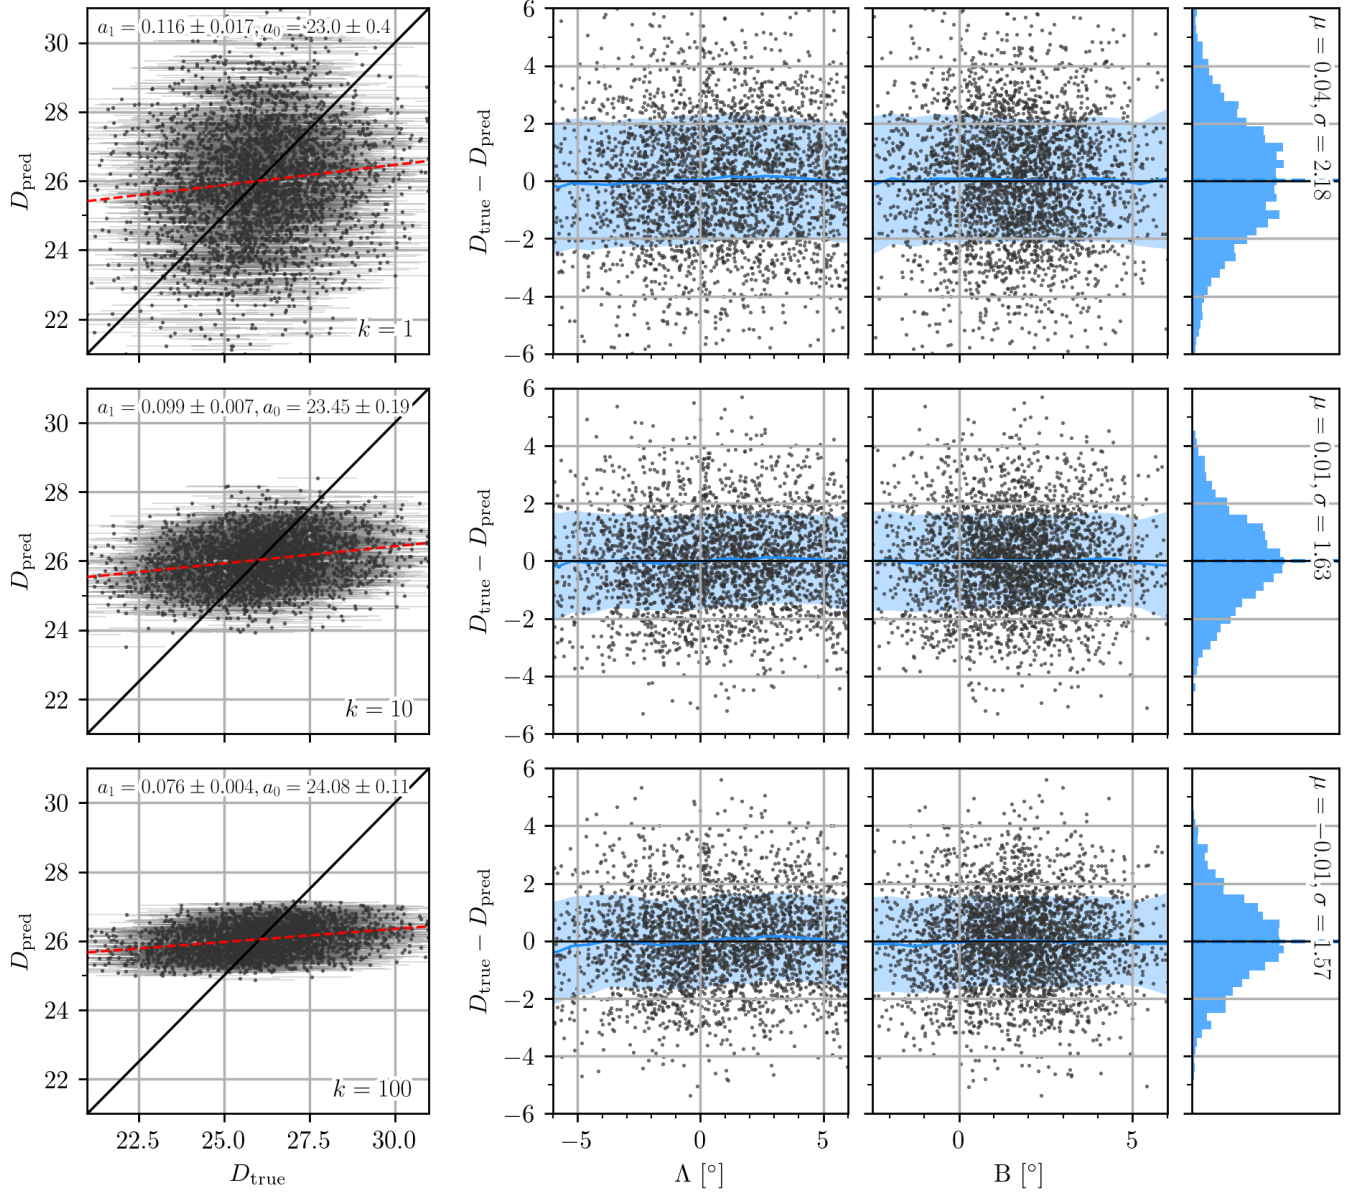 a₁ = 0.116 ± 0.017, a₀ = 23.0 ± 0.4
30
28
26
24
22
D_pred
k = 1
6
4
2
0
−2
−4
−6
D_true − D_pred
μ = 0.04, σ = 2.18
a₁ = 0.099 ± 0.007, a₀ = 23.45 ± 0.19
30
28
26
24
22
D_pred
k = 10
6
4
2
0
−2
−4
−6
D_true − D_pred
μ = 0.01, σ = 1.63
a₁ = 0.076 ± 0.004, a₀ = 24.08 ± 0.11
30
28
26
24
22
D_pred
k = 100
6
4
2
0
−2
−4
−6
D_true − D_pred
μ = −0.01, σ = 1.57
22.5 25.0 27.5 30.0
D_true
−5 0 5
Λ [°]
0 5
B [°]